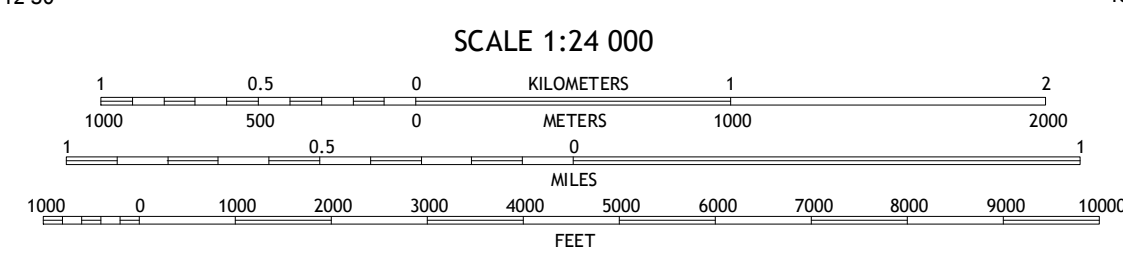 SCALE 1:24 000
1 0.5 0 KILOMETERS 1 2
1000 500 0 METERS 1000 2000
1 0.5 0 1
MILES
1000 0 1000 2000 3000 4000 5000 6000 7000 8000 9000 10000
FEET